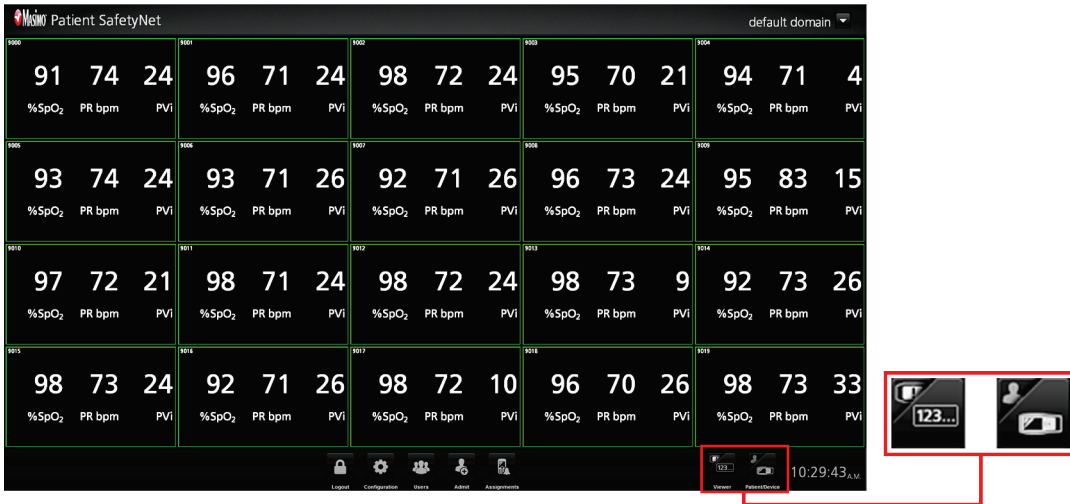 Masimo Patient SafetyNet default domain
9000 9001 9002 9003 9004
91 74 24 96 71 24 98 72 24 95 70 21 94 71 4
%SpO₂ PR bpm PVi %SpO₂ PR bpm PVi %SpO₂ PR bpm PVi %SpO₂ PR bpm PVi %SpO₂ PR bpm PVi
9005 9006 9007 9008 9009
93 74 24 93 71 26 92 71 26 96 73 24 95 83 15
%SpO₂ PR bpm PVi %SpO₂ PR bpm PVi %SpO₂ PR bpm PVi %SpO₂ PR bpm PVi %SpO₂ PR bpm PVi
9010 9011 9012 9013 9014
97 72 21 98 71 24 98 72 24 98 73 9 92 73 26
%SpO₂ PR bpm PVi %SpO₂ PR bpm PVi %SpO₂ PR bpm PVi %SpO₂ PR bpm PVi %SpO₂ PR bpm PVi
9015 9016 9017 9018 9019
98 73 24 92 71 26 98 72 10 96 70 26 98 73 33
%SpO₂ PR bpm PVi %SpO₂ PR bpm PVi %SpO₂ PR bpm PVi %SpO₂ PR bpm PVi %SpO₂ PR bpm PVi
123...
123... 10:29:43 A.M.
Logout Configuration Users Admit Assignments Viewer Patient/Device